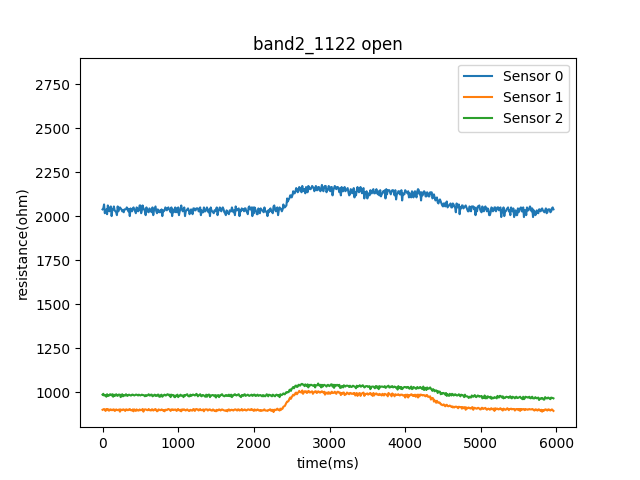 band2_1122 open
Sensor 0
Sensor 1
Sensor 2
2750
2500
2250
2000
1750
1500
1250
1000
resistance(ohm)
0 1000 2000 3000 4000 5000 6000
time(ms)